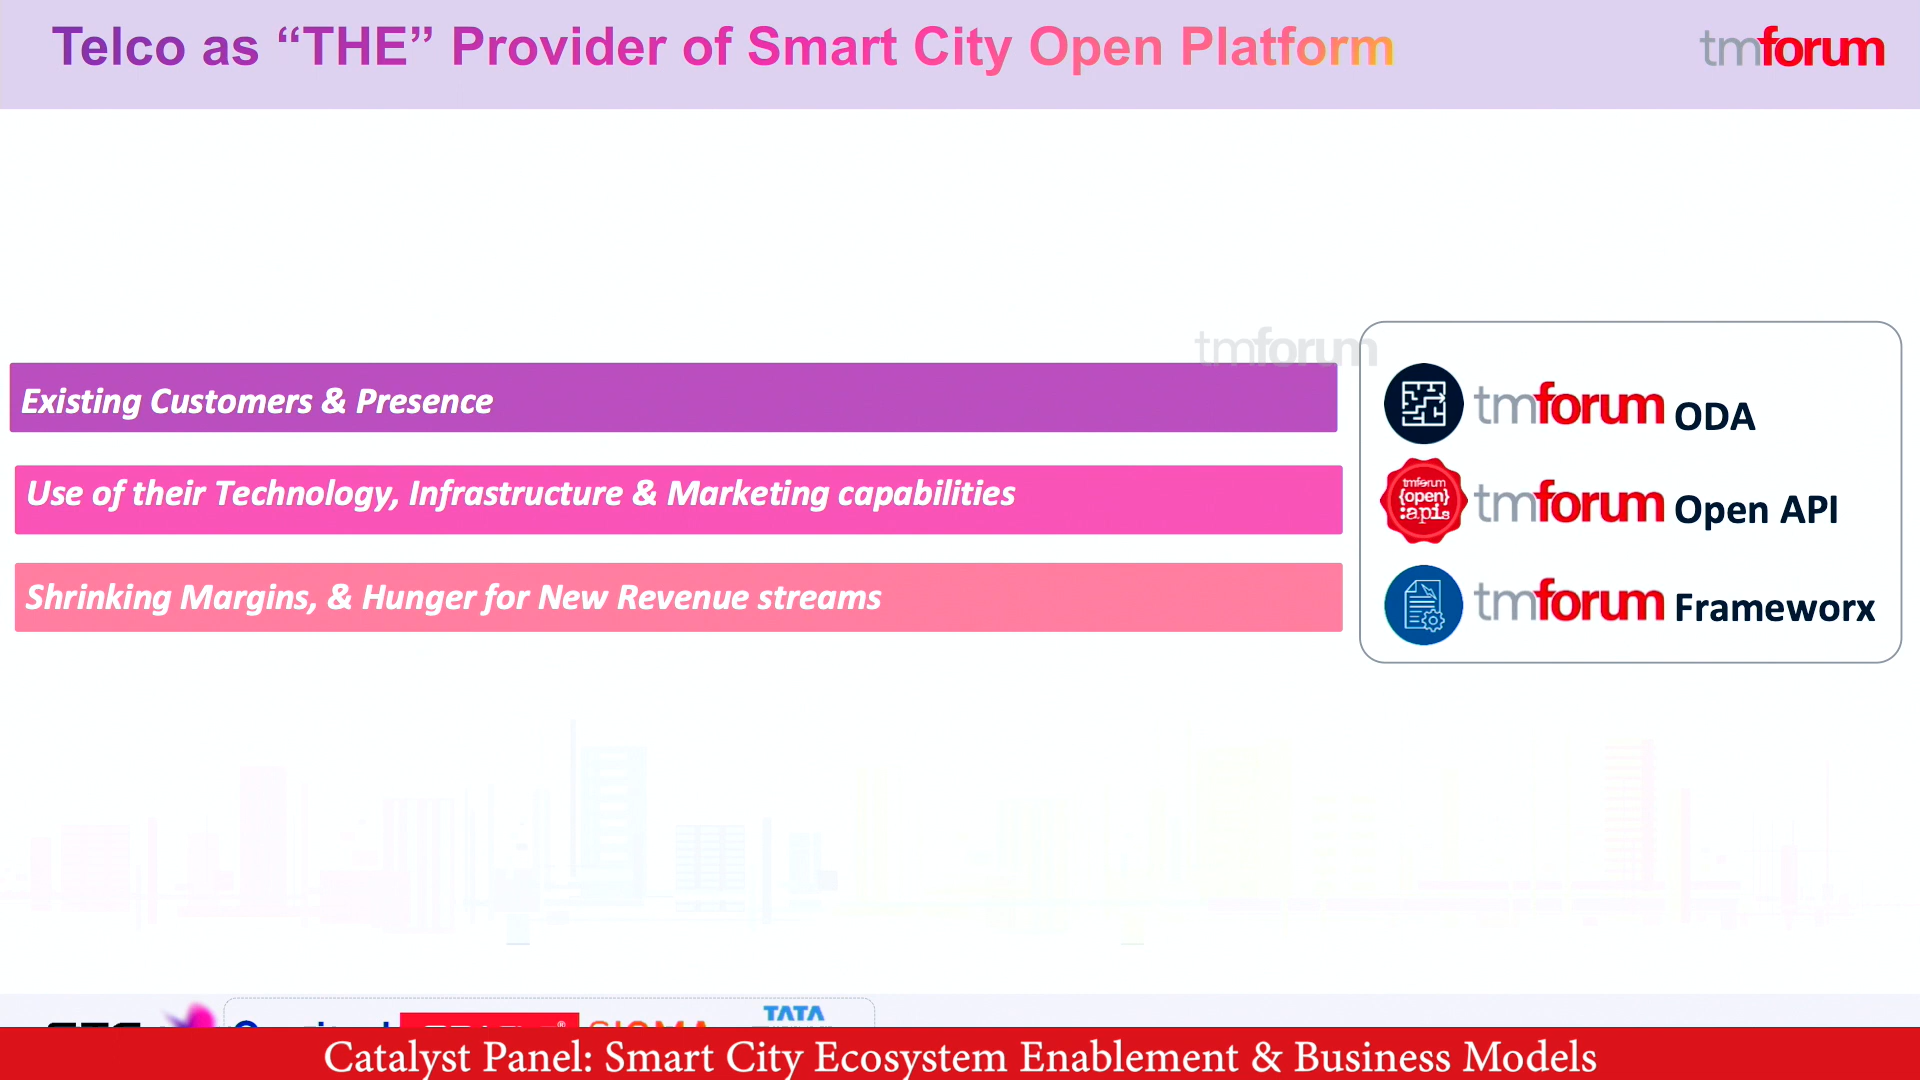 Telco as “THE” Provider of Smart City Open Platform
tmforum
tmforum
Existing Customers & Presence
tmforum ODA
Use of their Technology, Infrastructure & Marketing capabilities
tmforum
{open}
:apis
tmforum Open API
Shrinking Margins, & Hunger for New Revenue streams
tmforum Frameworx
TATA
Catalyst Panel: Smart City Ecosystem Enablement & Business Models